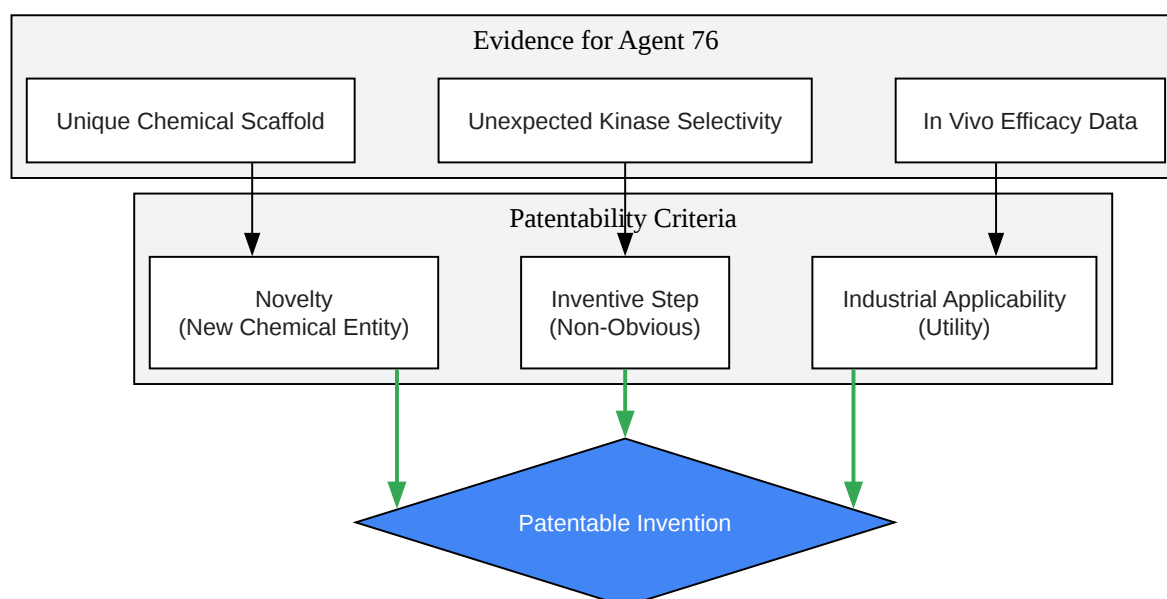 Evidence for Agent 76
Unique Chemical Scaffold
Unexpected Kinase Selectivity
In Vivo Efficacy Data
Patentability Criteria
Novelty
(New Chemical Entity)
Inventive Step
(Non-Obvious)
Industrial Applicability
(Utility)
Patentable Invention